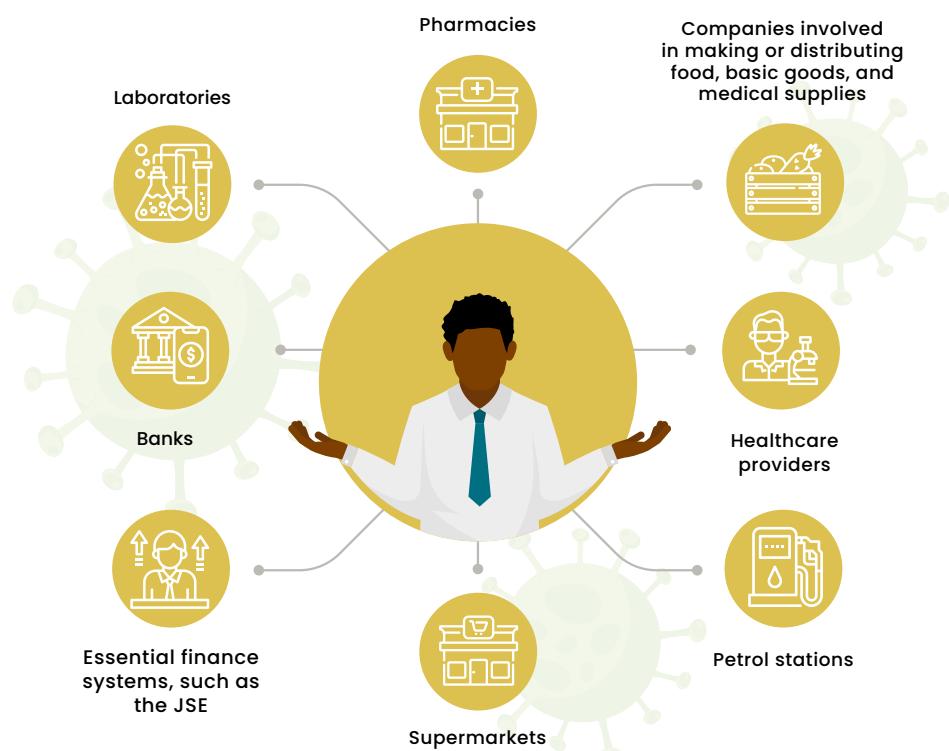 Pharmacies
Companies involved
in making or distributing
food, basic goods, and
medical supplies
Laboratories
Banks
Healthcare
providers
Essential finance
systems, such as
the JSE
Petrol stations
Supermarkets
$